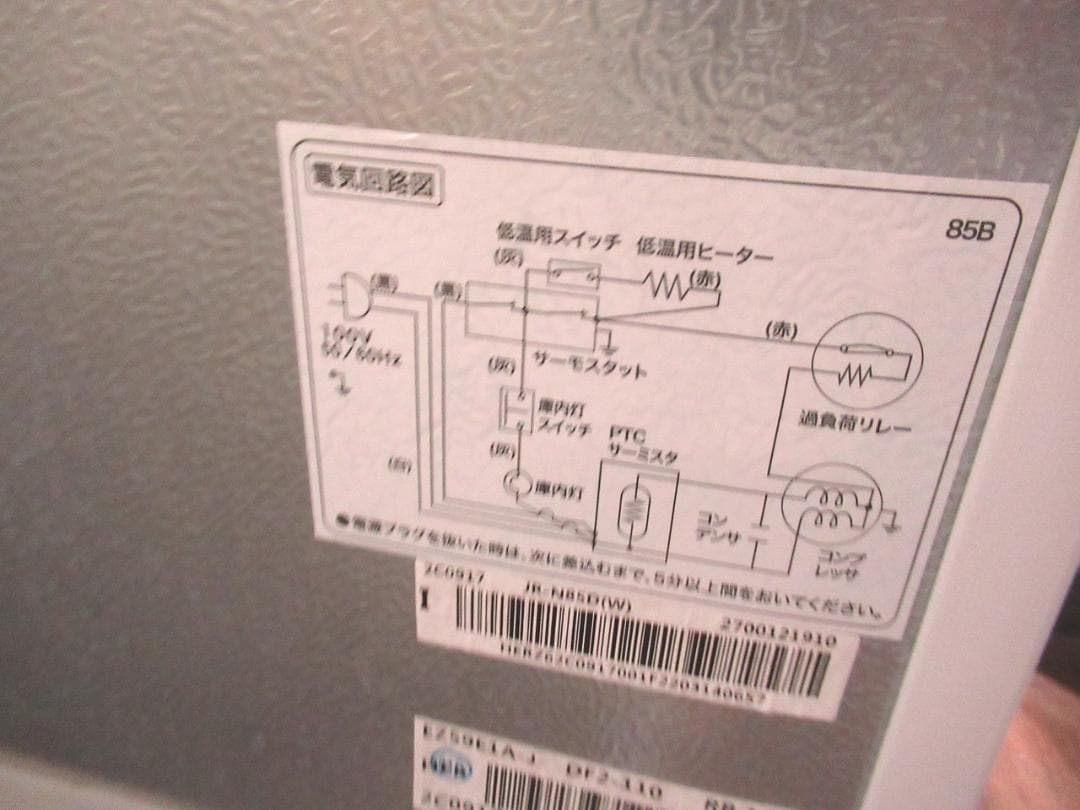 電気回路図
85B
低温用スイッチ 低温用ヒーター
(灰)
(赤)
(黒)
(黒)
100V
50/60Hz
(赤)
サーモスタット
(灰)
過負荷リレー
庫内灯
スイッチ
PTC
サーミスタ
(灰)
(白)
庫内灯
コン
デンサ
コンプ
レッサ
●電源プラグを抜いた時は、次に差込むまで、5分以上間をおいてください。
2C0917
JR-N85D(W)
2700121910
I
EZ59E1A-J
DF2-110